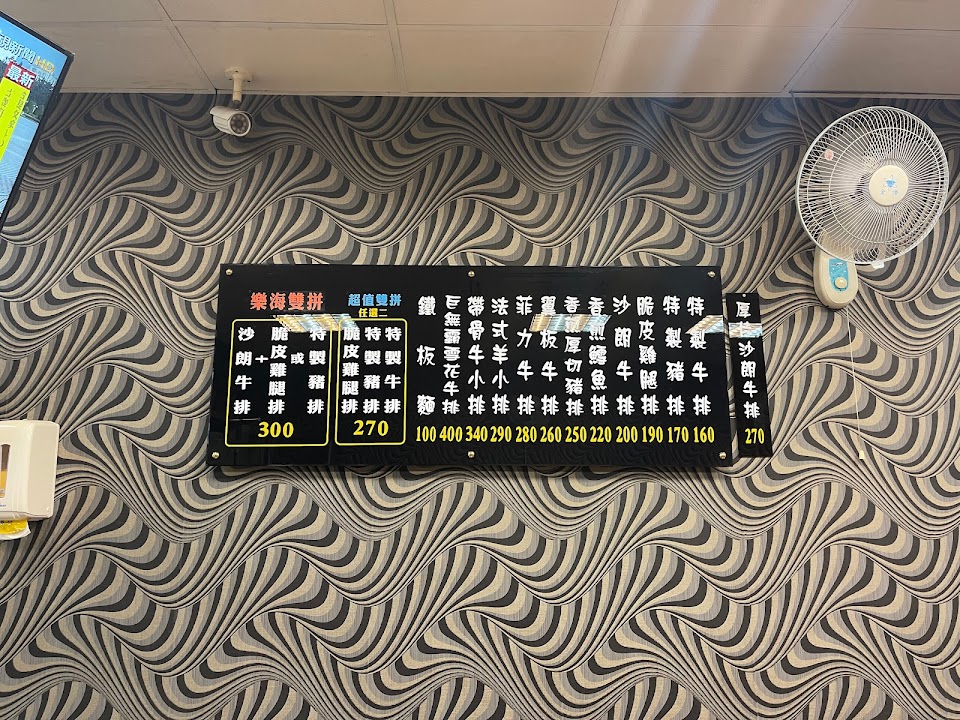 視新聞
最新
厚
沙朗牛排
270
特製牛排
160
特製豬排
170
脆皮雞腿排
190
沙朗牛排
200
香煎鱈魚排
220
厚切豬排
250
翼板牛排
260
菲力牛排
280
法式羊小排
290
帶骨牛小排
340
巨無霸雪花牛排
400
鐵板麵
100
超值雙拼
任選二
特製牛排
特製豬排
脆皮雞腿排
270
樂海雙拼
沙朗牛排
+
脆皮雞腿排
或
特製豬排
300